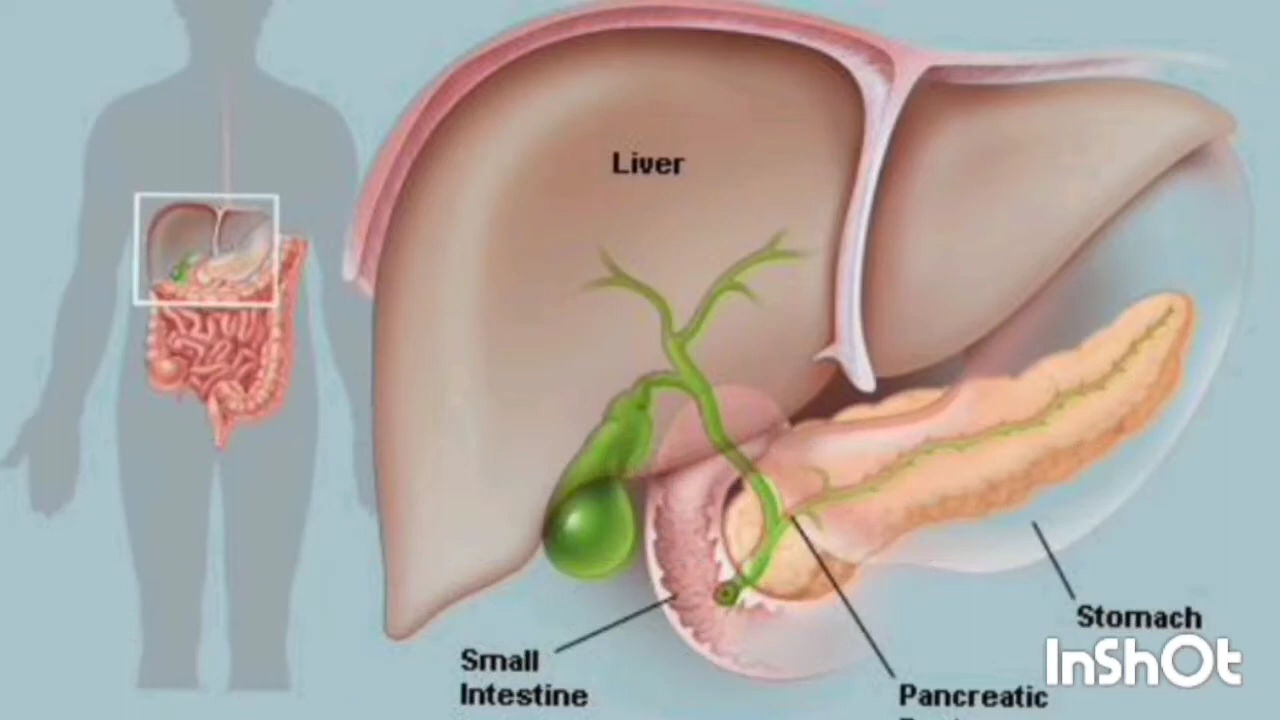 Liver
Small
Intestine
Stomach
InShOt
Pancreatic